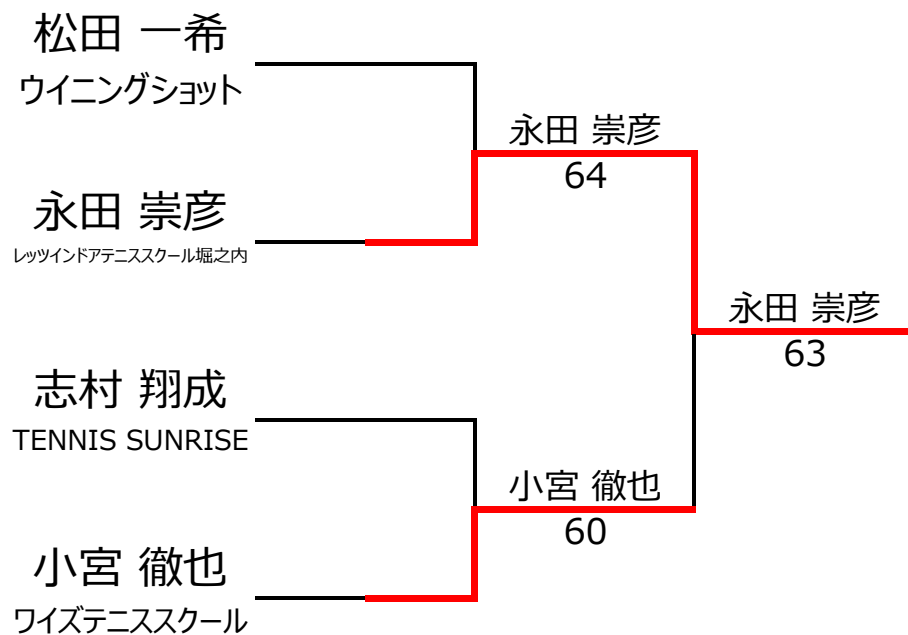 松田 一希
ウイニングショット
永田 崇彦
64
永田 崇彦
レッツインドアテニススクール堀之内
永田 崇彦
63
志村 翔成
TENNIS SUNRISE
小宮 徹也
60
小宮 徹也
ワイズテニススクール